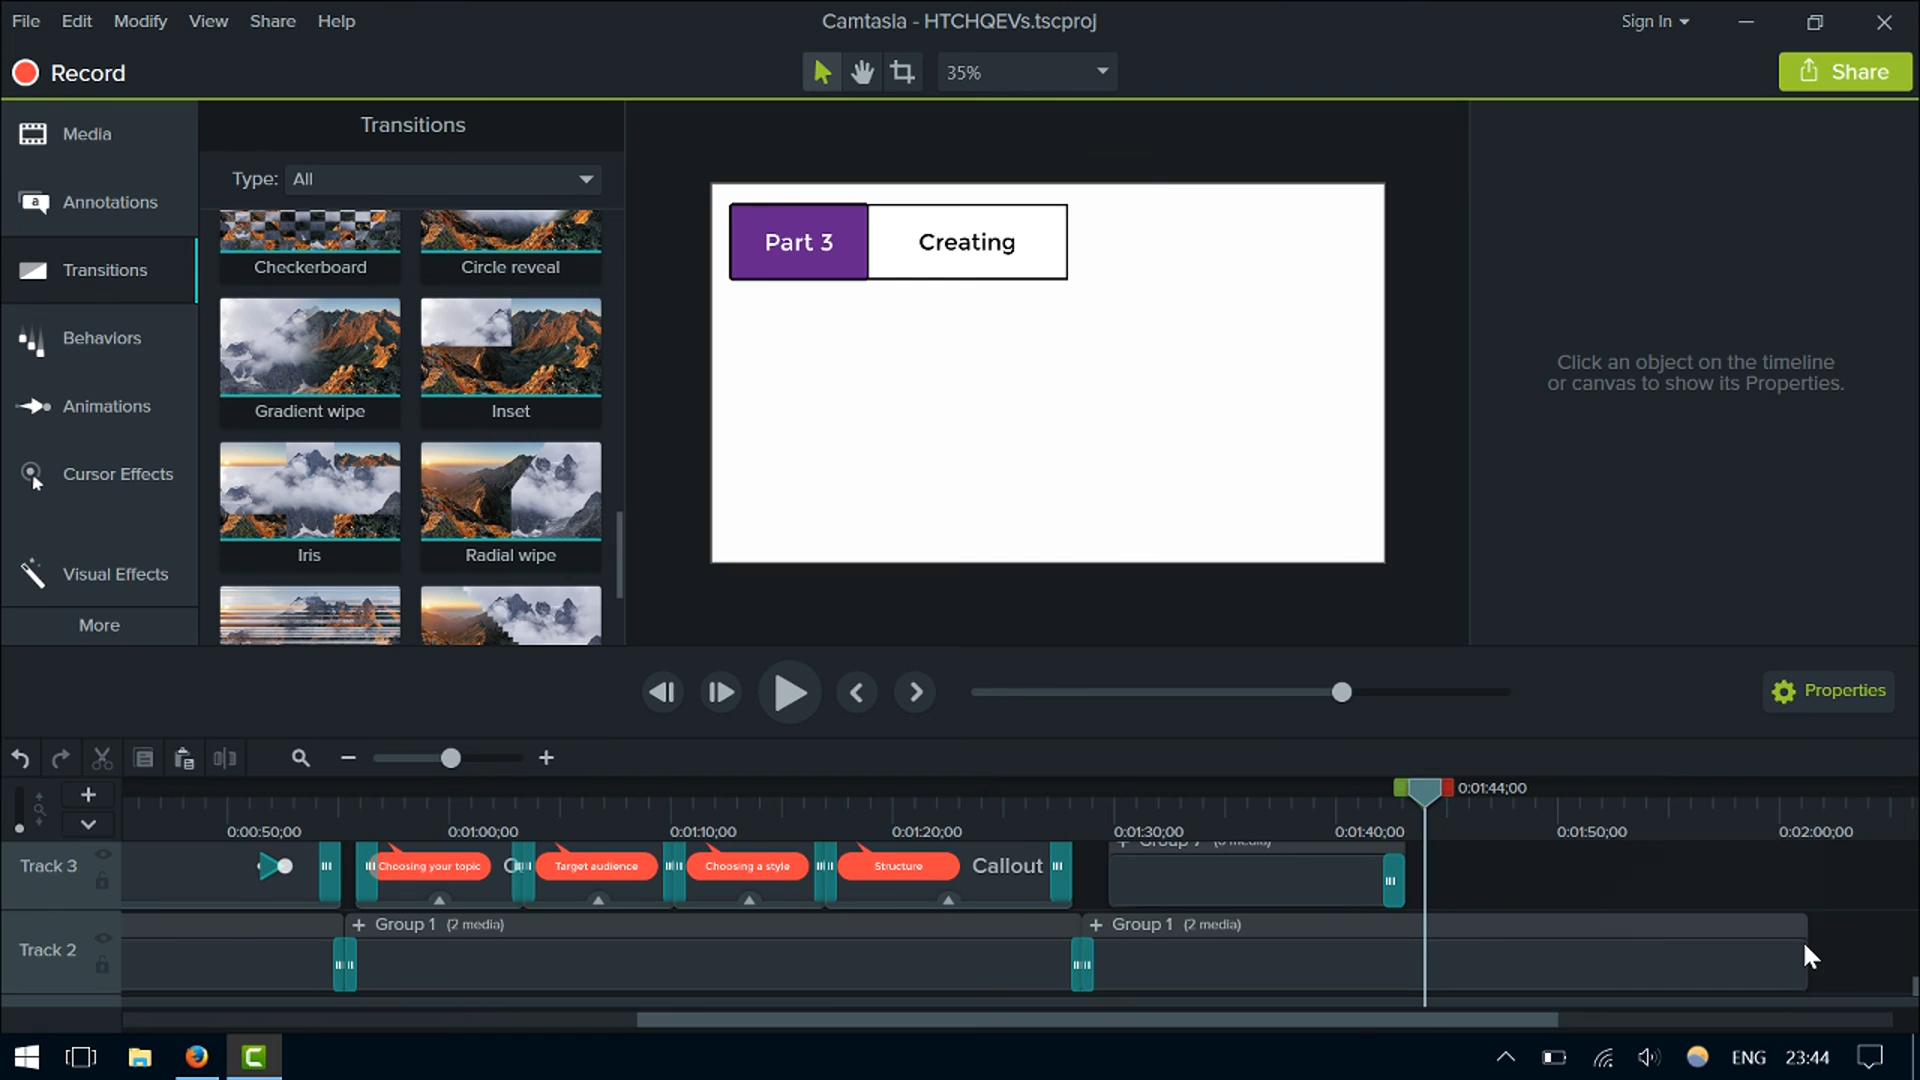 File Edit Modify View Share Help
Camtasia - HTCHQEVs.tscproj
Sign In
Record
35%
Share
Media
Annotations
Transitions
Behaviors
Animations
Cursor Effects
Visual Effects
More
Transitions
Type: All
Checkerboard
Circle reveal
Gradient wipe
Inset
Iris
Radial wipe
Part 3
Creating
Click an object on the timeline
or canvas to show its Properties.
Properties
0:01:44;00
0:00:50;00 0:01:00;00 0:01:10;00 0:01:20;00 0:01:30;00 0:01:40;00 0:01:50;00 0:02:00;00
Track 3
Choosing your topic
Target audience
Choosing a style
Structure
Callout
Track 2
+ Group 1 (2 media)
+ Group 1 (2 media)
ENG 23:44